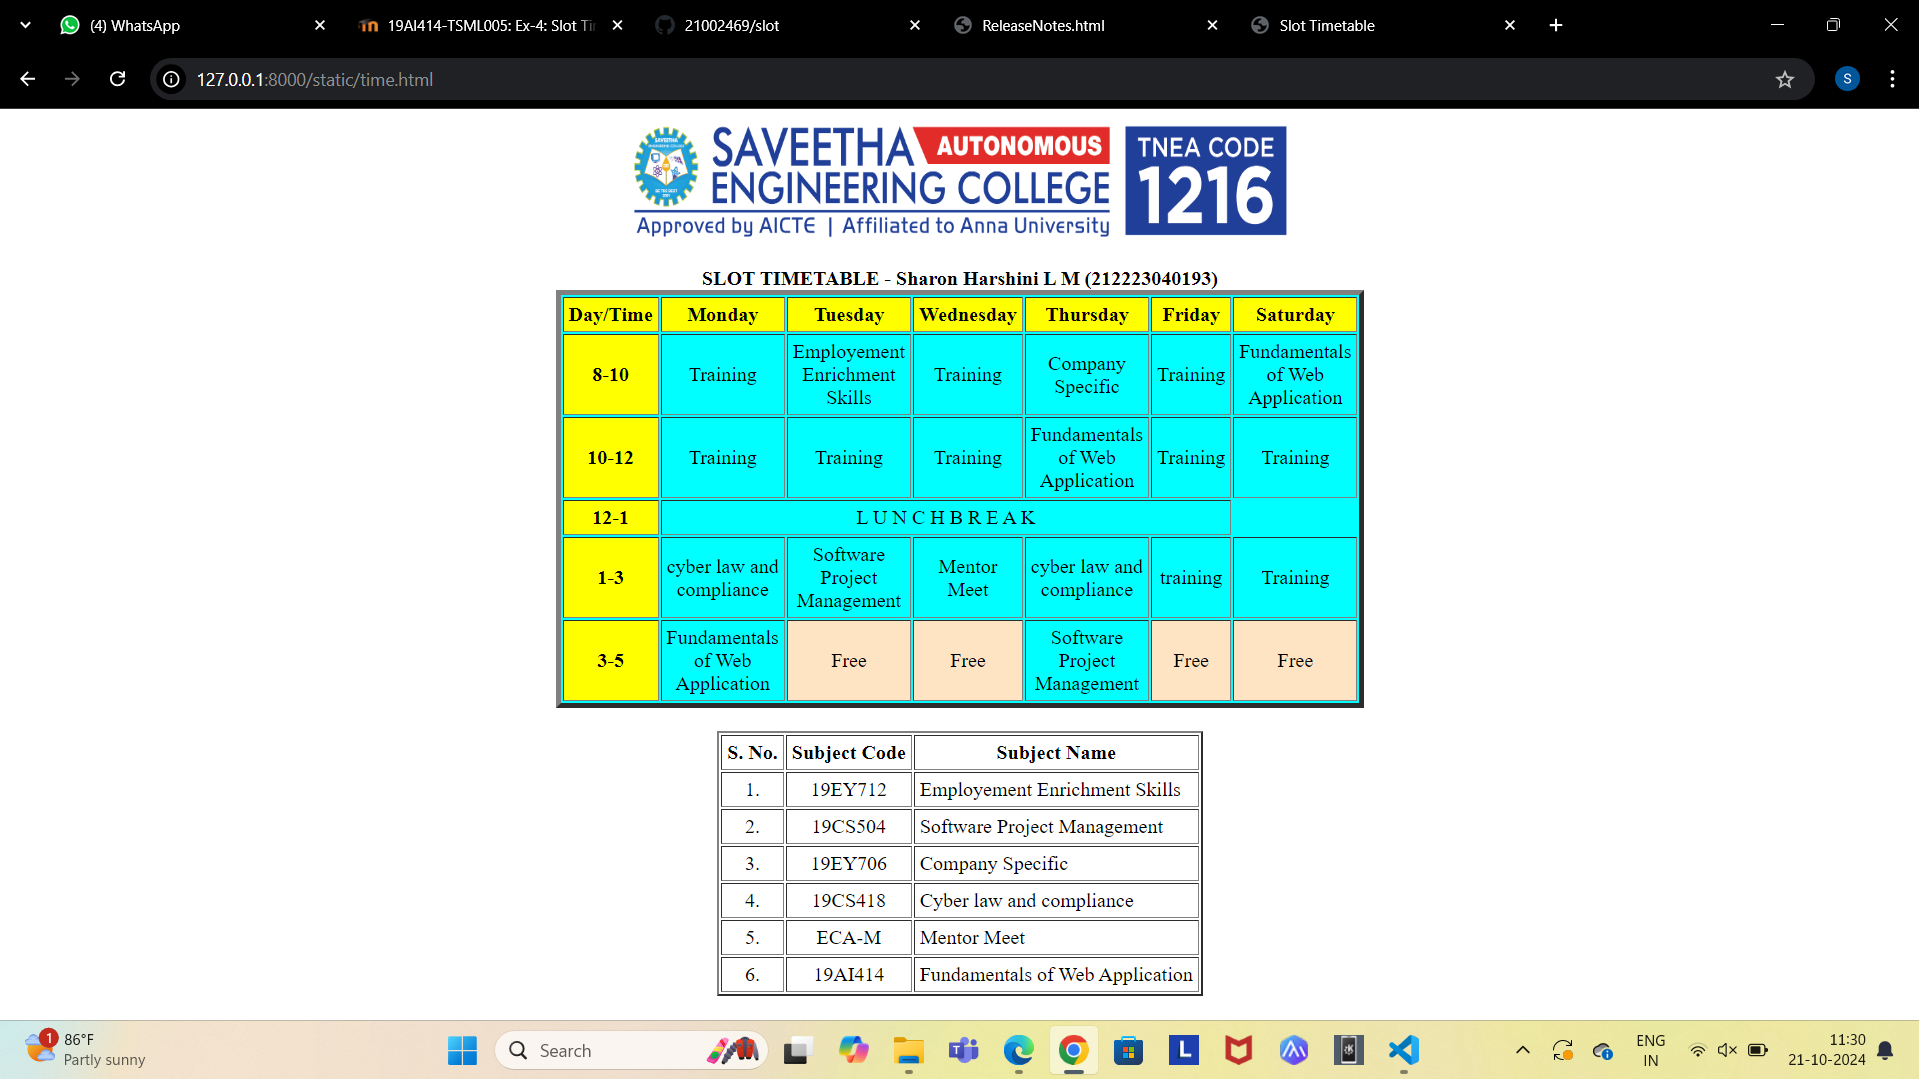 (4) WhatsApp
19AI414-TSML005: Ex-4: Slot Ti
21002469/slot
ReleaseNotes.html
Slot Timetable
127.0.0.1:8000/static/time.html
S
SAVEETHA AUTONOMOUS
ENGINEERING COLLEGE
Approved by AICTE | Affiliated to Anna University
TNEA CODE
1216
SLOT TIMETABLE - Sharon Harshini L M (212223040193)
Day/Time Monday Tuesday Wednesday Thursday Friday Saturday
8-10 Training Employement Enrichment Skills Training Company Specific Training Fundamentals of Web Application
10-12 Training Training Training Fundamentals of Web Application Training Training
12-1 L U N C H B R E A K
1-3 cyber law and compliance Software Project Management Mentor Meet cyber law and compliance training Training
3-5 Fundamentals of Web Application Free Free Software Project Management Free Free
S. No. Subject Code Subject Name
1. 19EY712 Employement Enrichment Skills
2. 19CS504 Software Project Management
3. 19EY706 Company Specific
4. 19CS418 Cyber law and compliance
5. ECA-M Mentor Meet
6. 19AI414 Fundamentals of Web Application
1
86°F
Partly sunny
Search
ENG
IN
11:30
21-10-2024